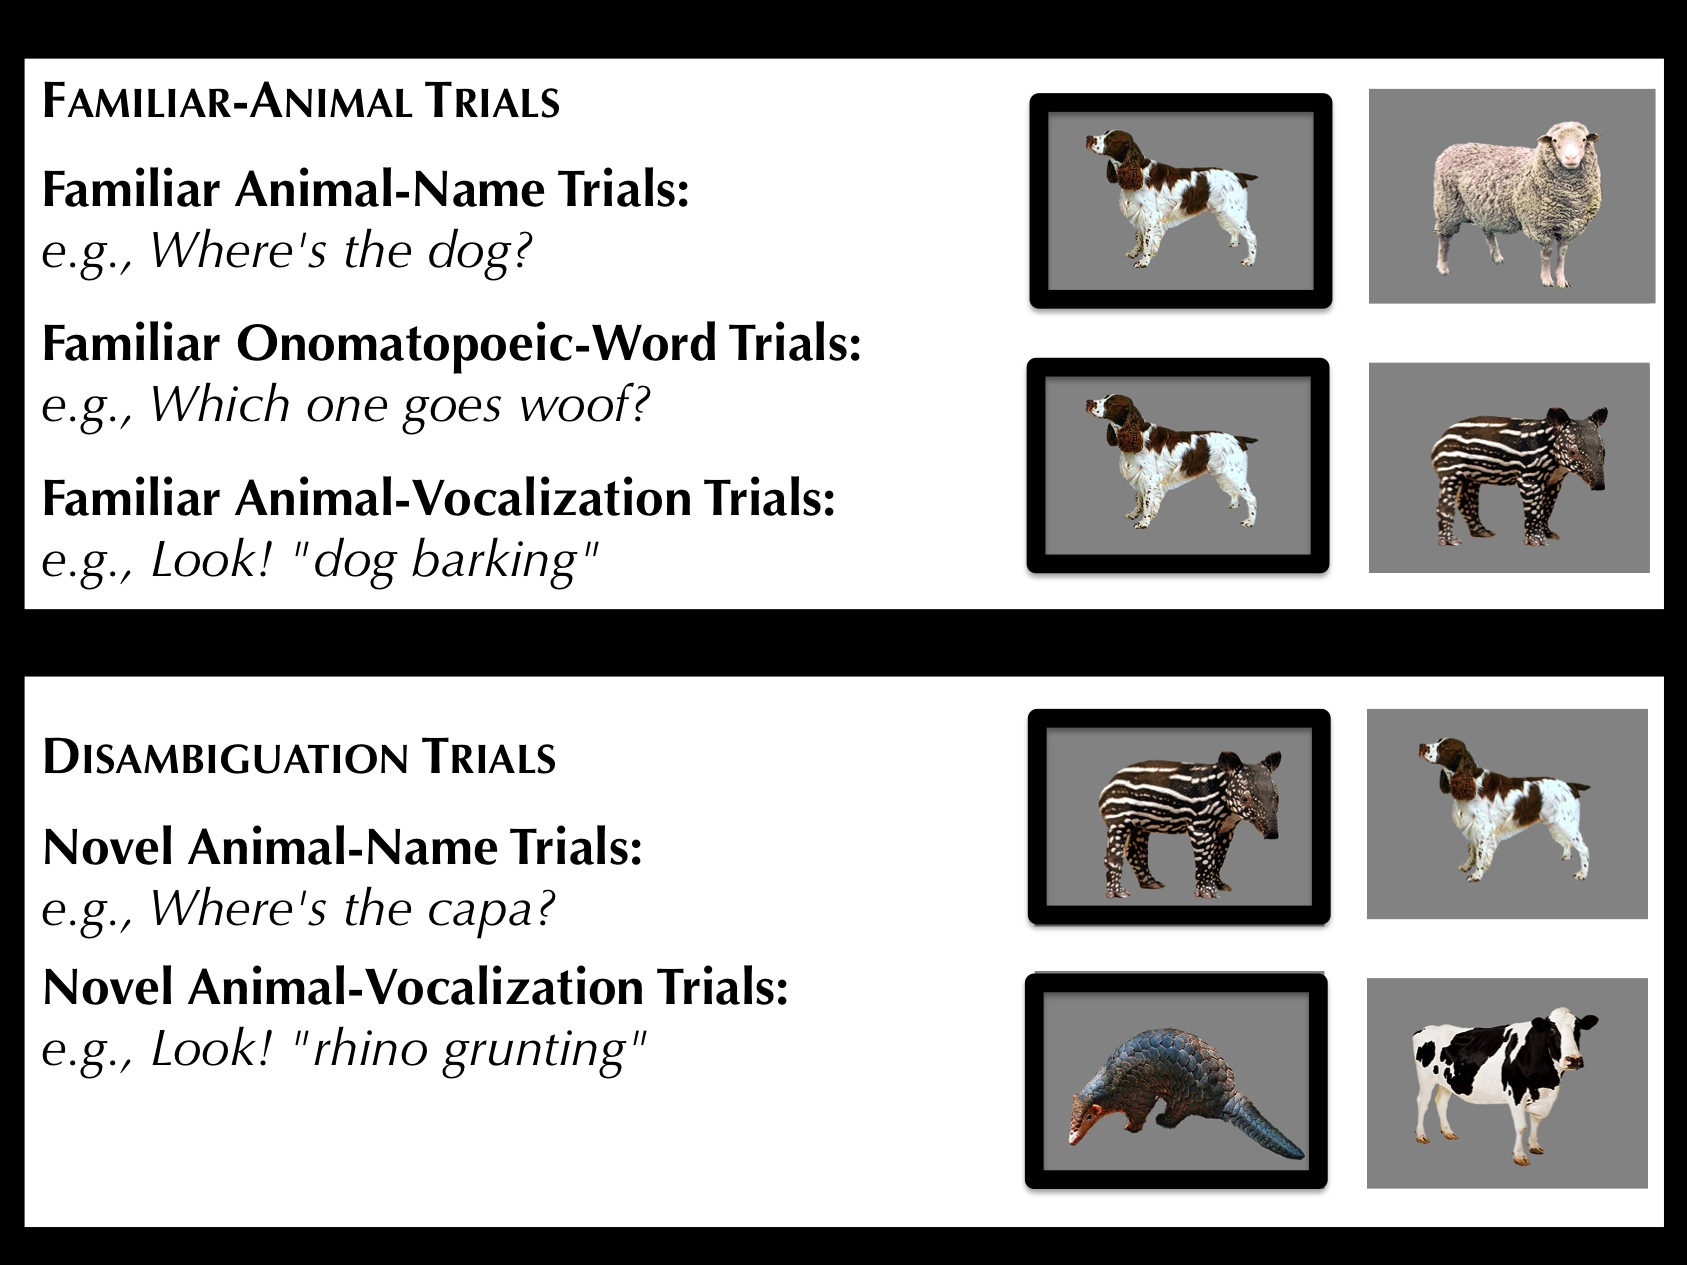 FAMILIAR-ANIMAL TRIALS
Familiar Animal-Name Trials:
e.g., Where's the dog?
Familiar Onomatopoeic-Word Trials:
e.g., Which one goes woof?
Familiar Animal-Vocalization Trials:
e.g., Look! "dog barking"
DISAMBIGUATION TRIALS
Novel Animal-Name Trials:
e.g., Where's the capa?
Novel Animal-Vocalization Trials:
e.g., Look! "rhino grunting"